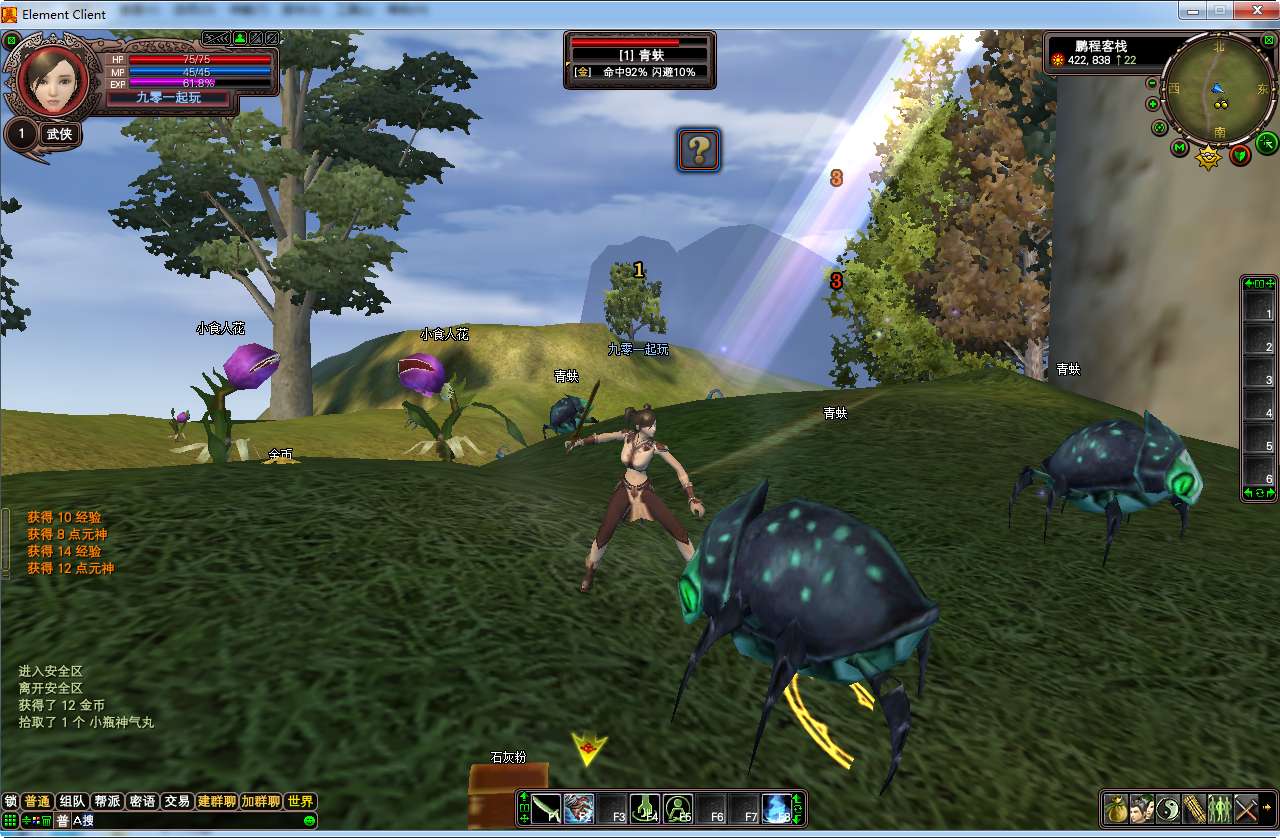 Element Client
HP 75/75
MP 45/45
EXP 61.8%
九零一起玩
1 武侠
[1] 青蚨
[金] 命中92% 闪避10%
鹏程客栈
422, 838 ↑22
北
西 东
南
M
3
1
3
小食人花
小食人花
九零一起玩
青蚨
青蚨
青蚨
金币
1
2
3
4
5
6
获得 10 经验
获得 8 点元神
获得 14 经验
获得 12 点元神
进入安全区
离开安全区
获得了 12 金币
拾取了 1 个 小瓶神气丸
石灰粉
锁 普通 组队 帮派 密语 交易 建群聊 加群聊 世界
普 A搜
F3 F4 F5 F6 F7 F8